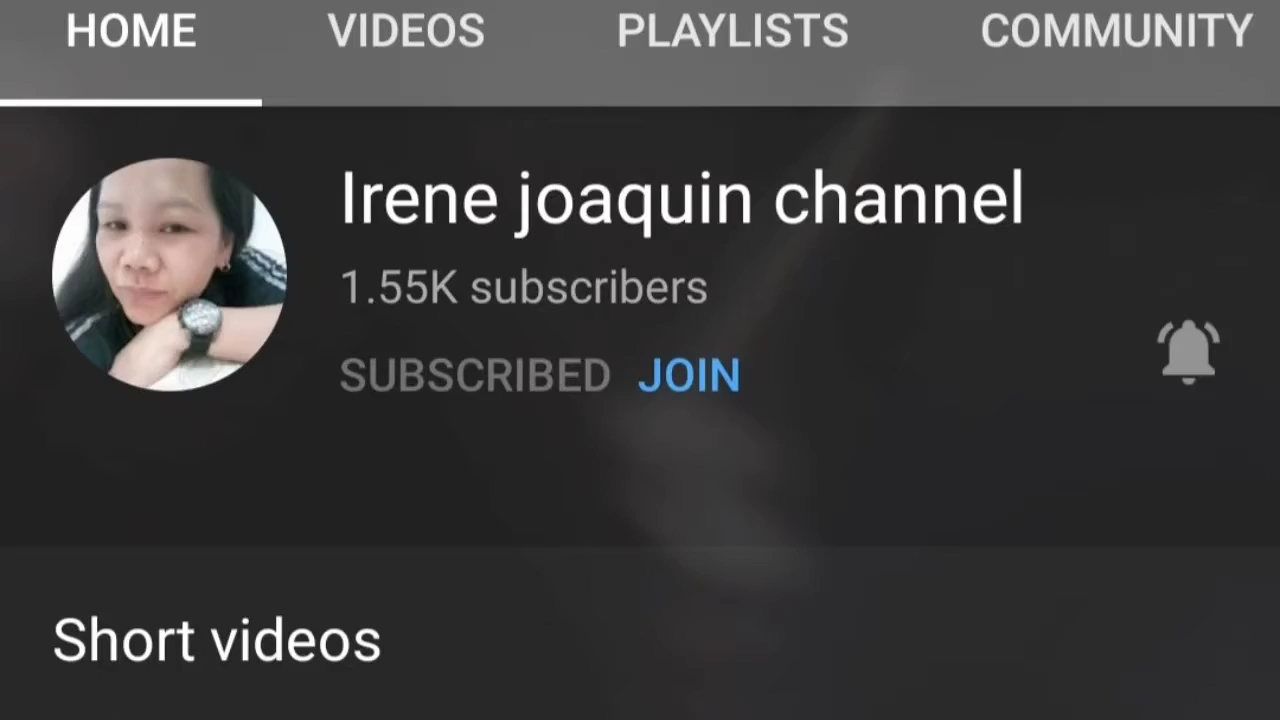 HOME VIDEOS PLAYLISTS COMMUNITY
Irene joaquin channel
1.55K subscribers
SUBSCRIBED JOIN
Short videos